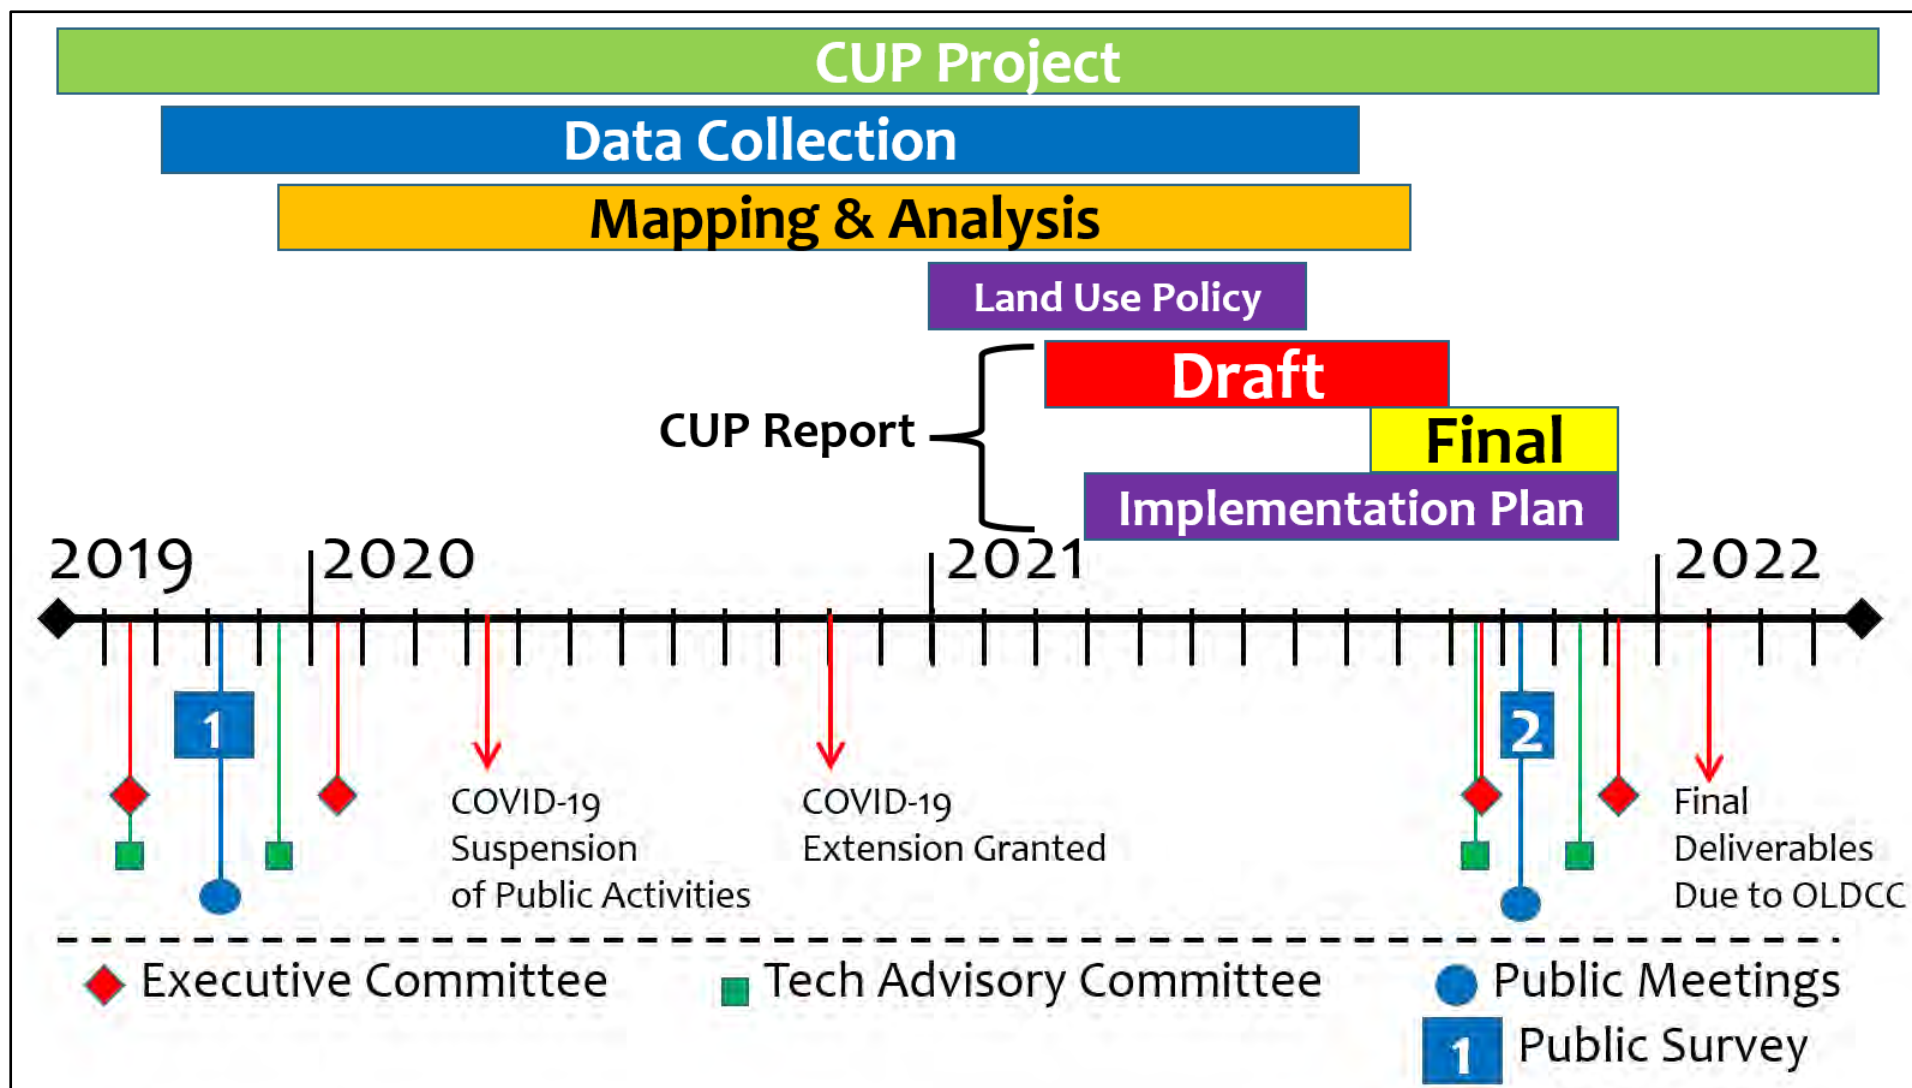 CUP Project
Data Collection
Mapping & Analysis
Land Use Policy
Draft
CUP Report
Final
Implementation Plan
2019
2020
2021
2022
1
2
COVID-19
Suspension
of Public Activities
COVID-19
Extension Granted
Final
Deliverables
Due to OLDCC
Executive Committee
Tech Advisory Committee
Public Meetings
1
Public Survey